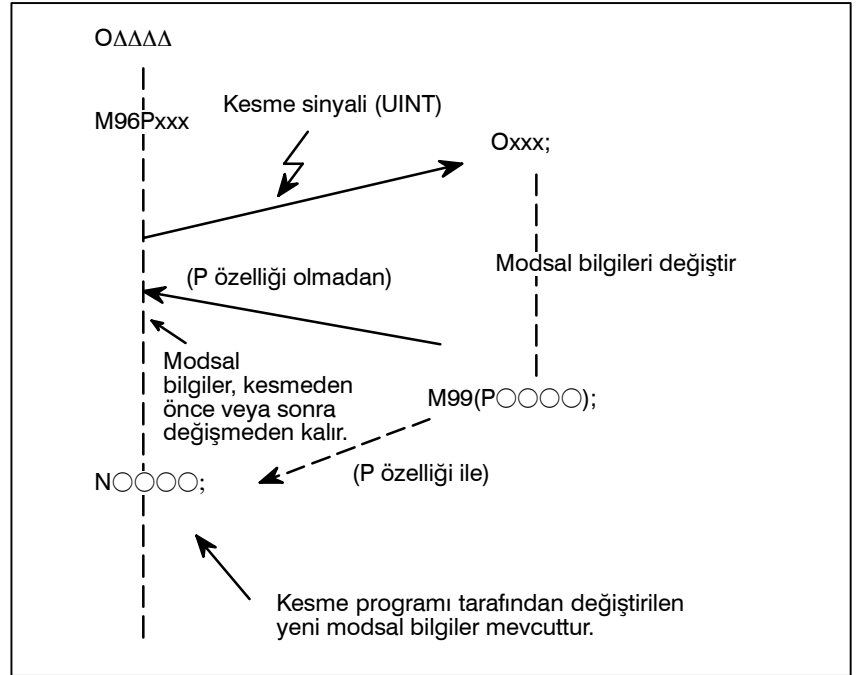 OΔΔΔΔ
M96Pxxx
Kesme sinyali (UINT)
Oxxx;
Modsal bilgileri değiştir
(P özelliği olmadan)
Modsal
bilgiler, kesmeden
önce veya sonra
değişmeden kalır.
M99(P○○○○);
(P özelliği ile)
N○○○○;
Kesme programı tarafından değiştirilen
yeni modsal bilgiler mevcuttur.